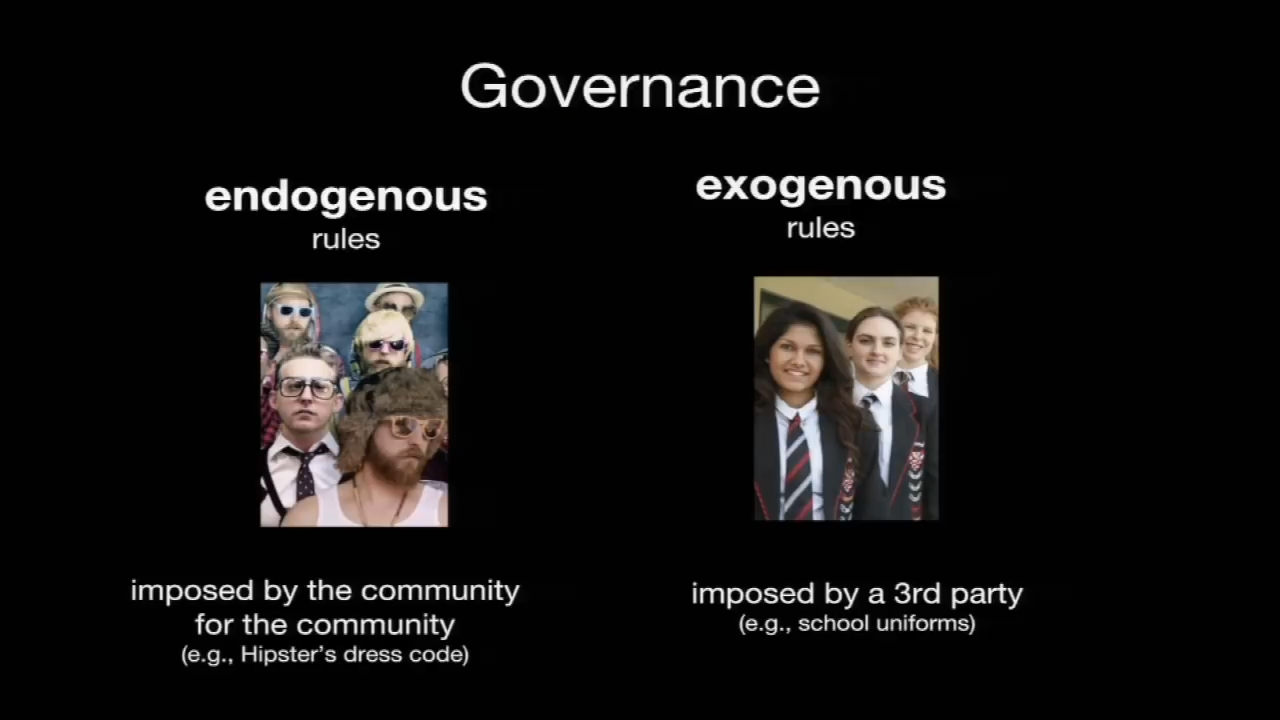 Governance
endogenous
rules
imposed by the community
for the community
(e.g., Hipster's dress code)
exogenous
rules
imposed by a 3rd party
(e.g., school uniforms)